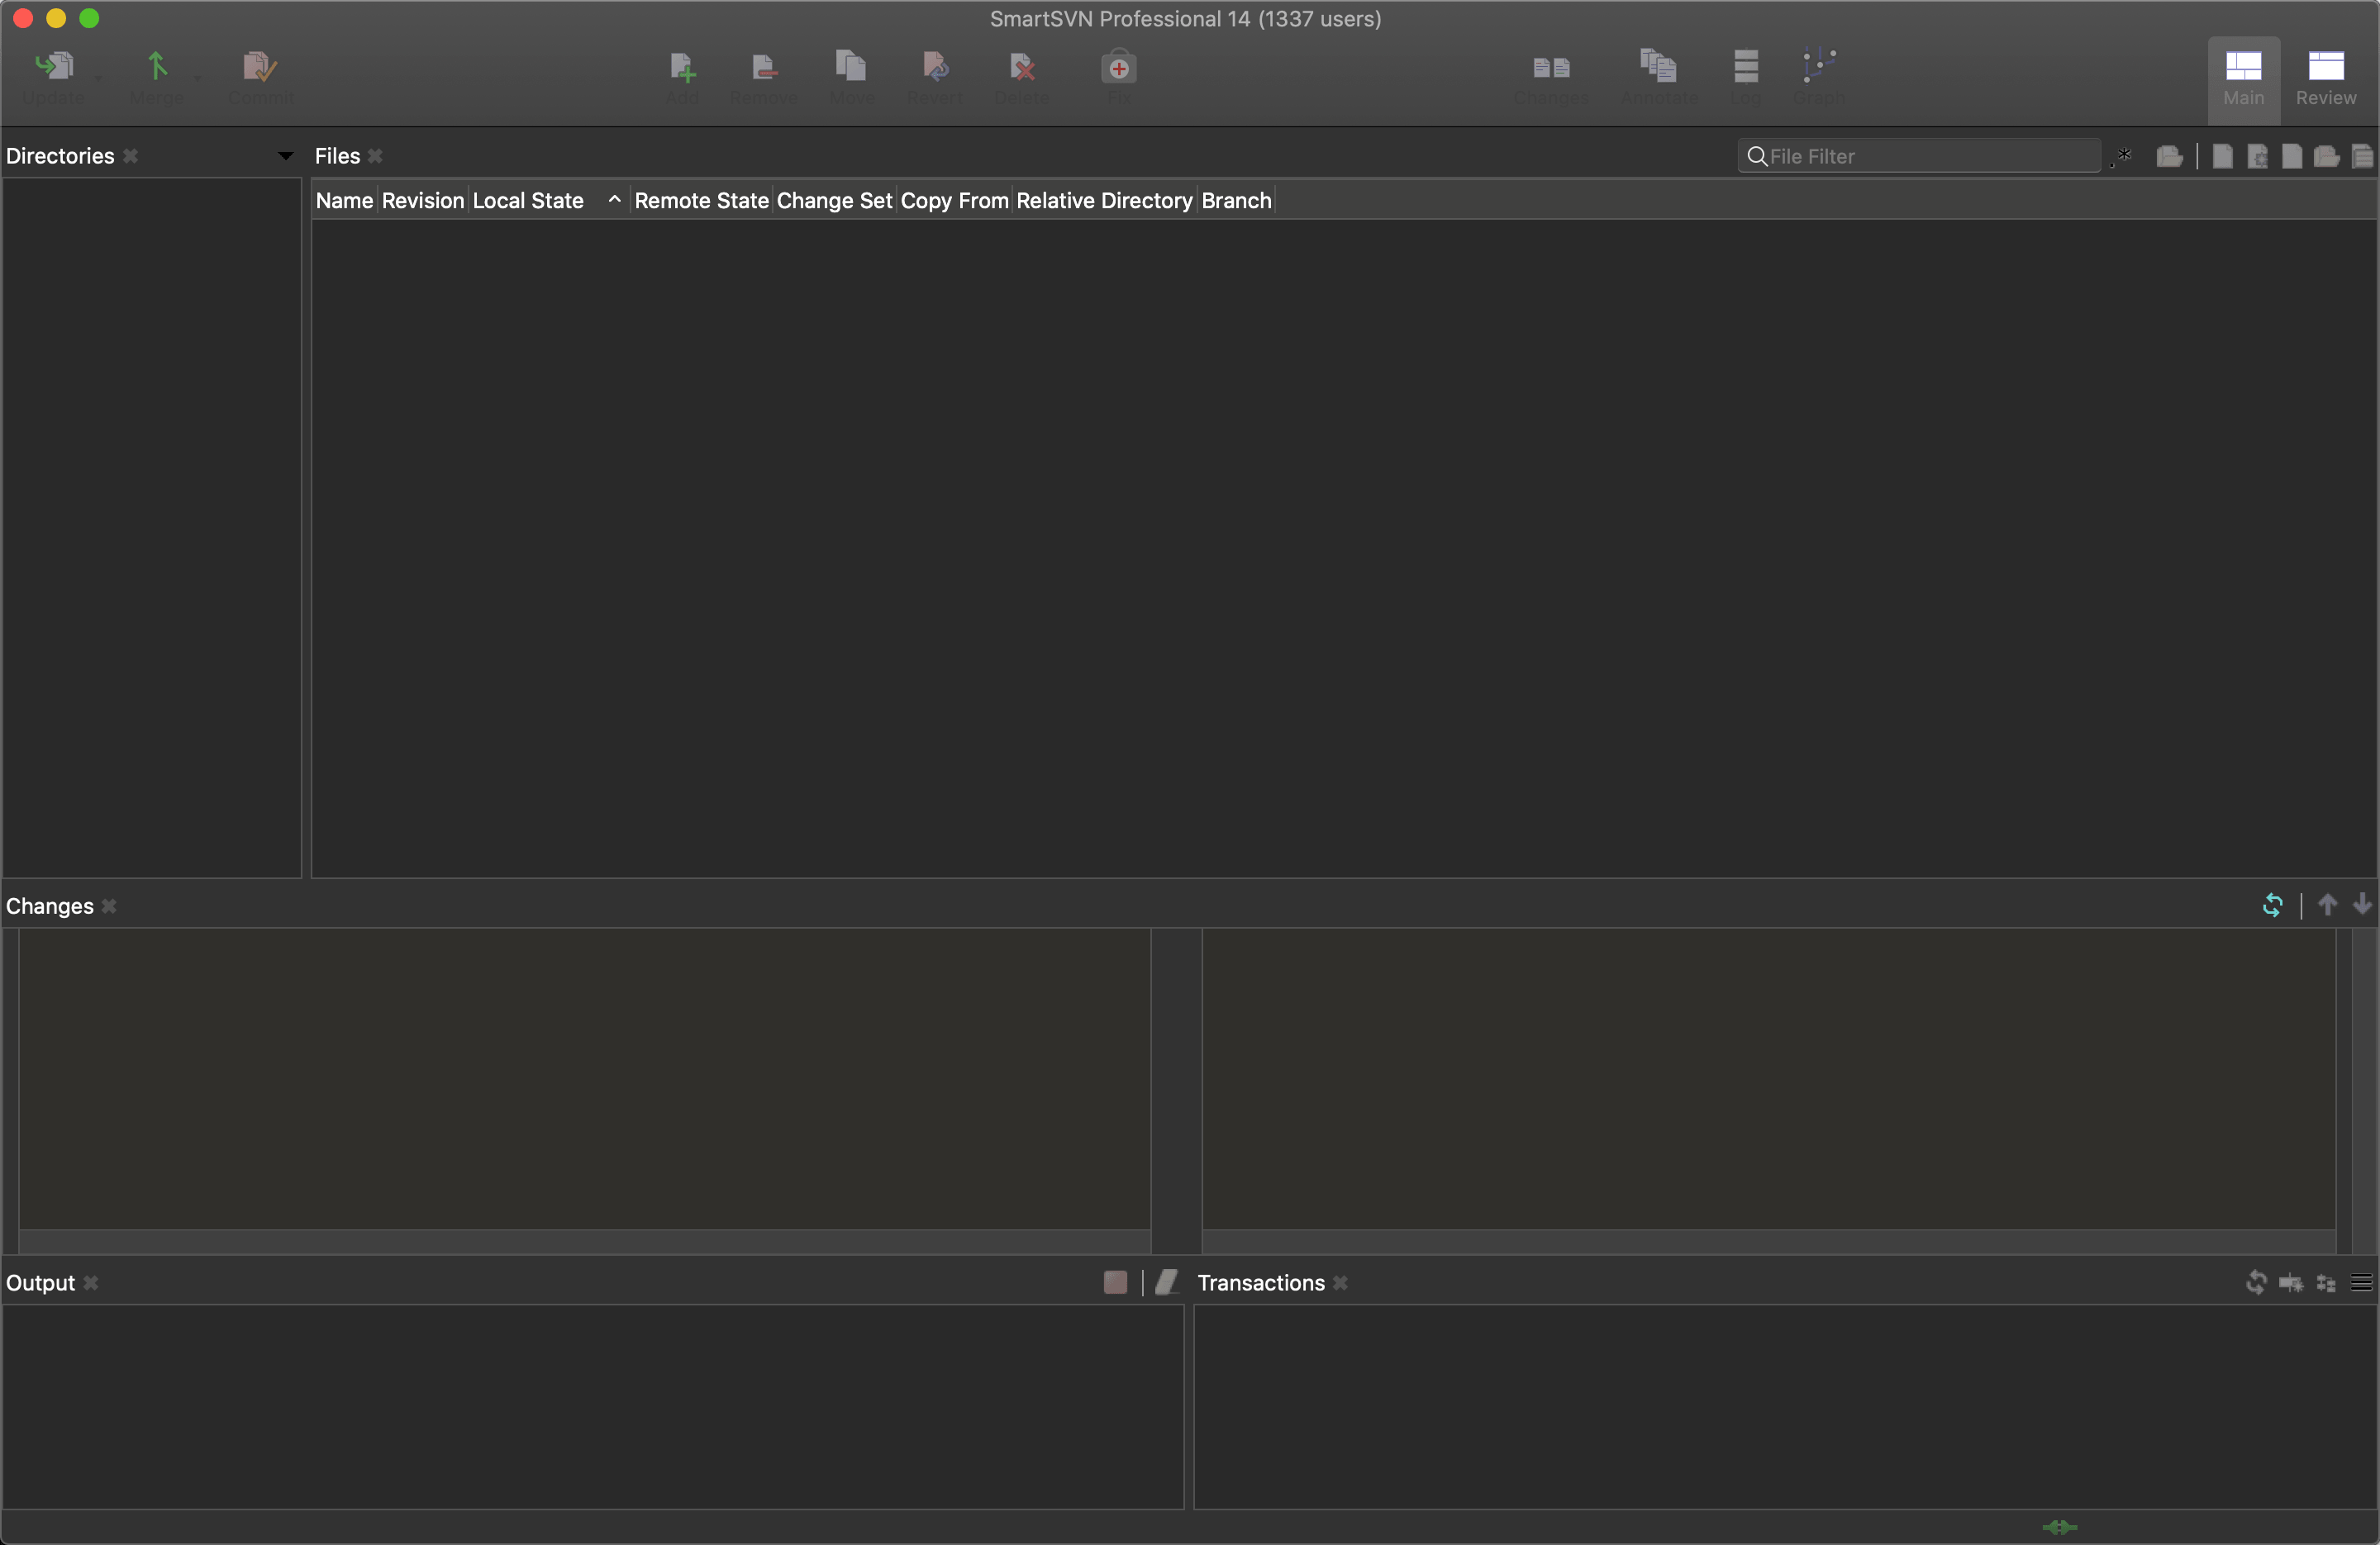 SmartSVN Professional 14 (1337 users)
Update Merge Commit Add Remove Move Revert Delete Fix Changes Annotate Log Graph Main Review
Directories Files File Filter .*
Name Revision Local State Remote State Change Set Copy From Relative Directory Branch
Changes
Output Transactions